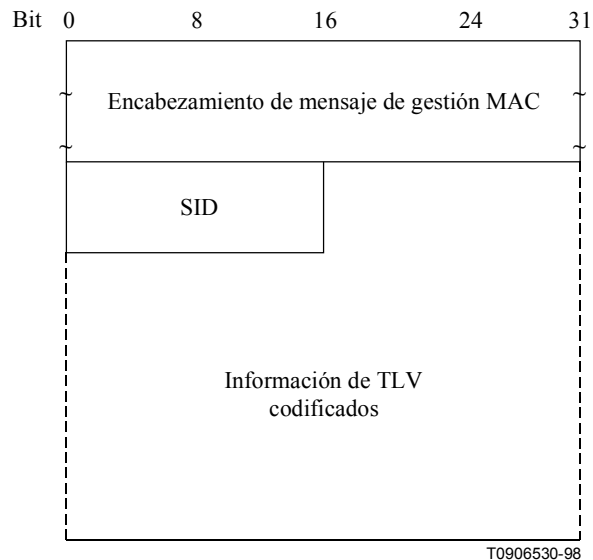 Bit 0 8 16 24 31
Encabezamiento de mensaje de gestión MAC
SID
Información de TLV
codificados
T0906530-98